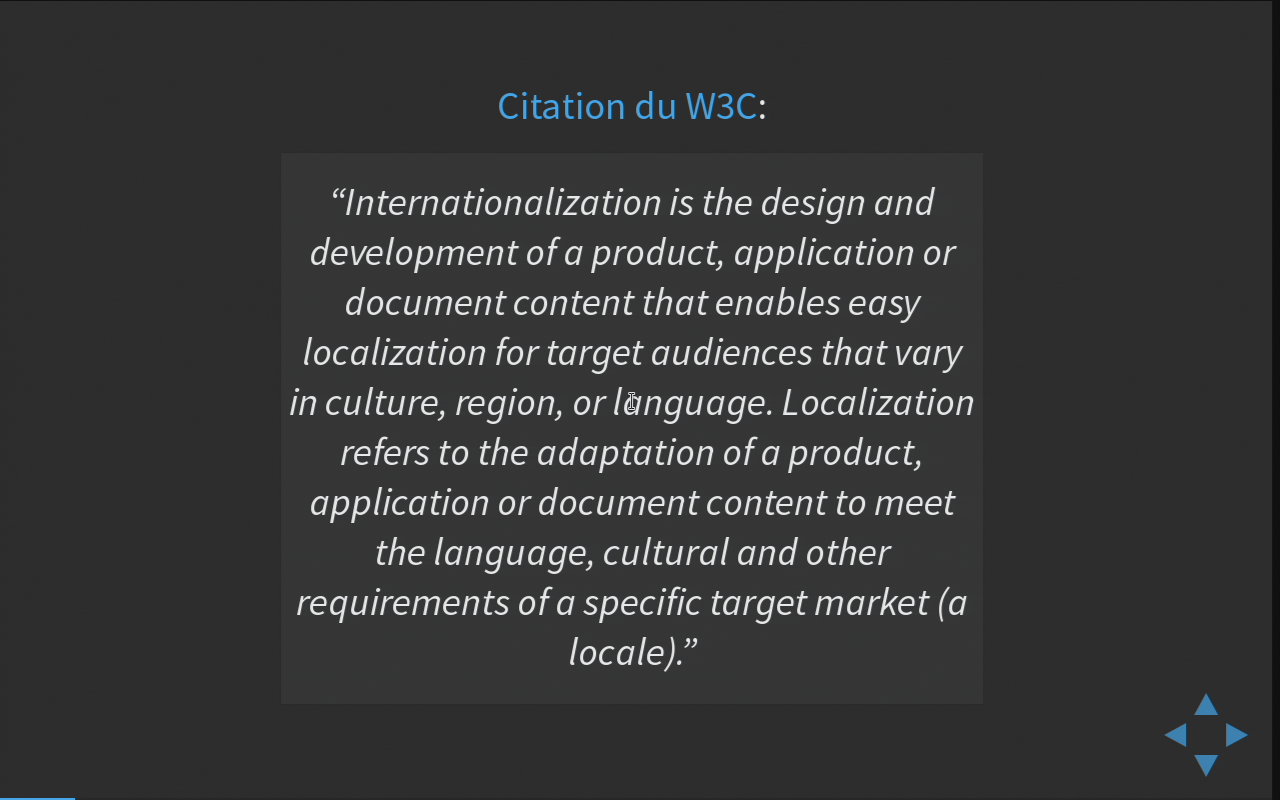 Citation du W3C:
“Internationalization is the design and
development of a product, application or
document content that enables easy
localization for target audiences that vary
in culture, region, or language. Localization
refers to the adaptation of a product,
application or document content to meet
the language, cultural and other
requirements of a specific target market (a
locale).”